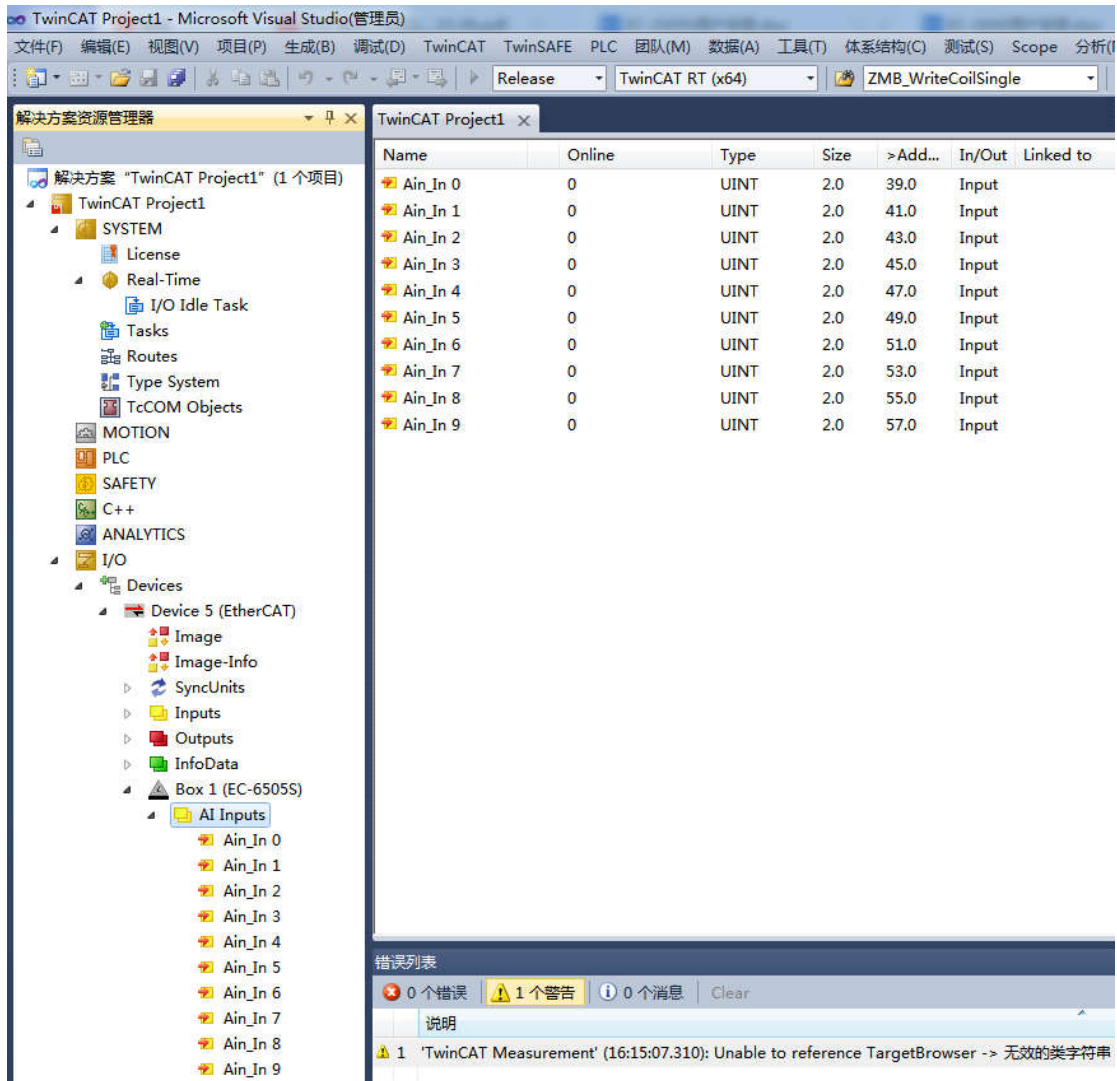 TwinCAT Project1 - Microsoft Visual Studio(管理员)
文件(F) 编辑(E) 视图(V) 项目(P) 生成(B) 调试(D) TwinCAT TwinSAFE PLC 团队(M) 数据(A) 工具(T) 体系结构(C) 测试(S) Scope 分析(
Release TwinCAT RT (x64) ZMB_WriteCoilSingle
解决方案资源管理器
解决方案 "TwinCAT Project1" (1 个项目)
TwinCAT Project1
SYSTEM
License
Real-Time
I/O Idle Task
Tasks
Routes
Type System
TcCOM Objects
MOTION
PLC
SAFETY
C++
ANALYTICS
I/O
Devices
Device 5 (EtherCAT)
Image
Image-Info
SyncUnits
Inputs
Outputs
InfoData
Box 1 (EC-6505S)
AI Inputs
Ain_In 0
Ain_In 1
Ain_In 2
Ain_In 3
Ain_In 4
Ain_In 5
Ain_In 6
Ain_In 7
Ain_In 8
Ain_In 9
TwinCAT Project1
Name Online Type Size >Add... In/Out Linked to
Ain_In 0 0 UINT 2.0 39.0 Input
Ain_In 1 0 UINT 2.0 41.0 Input
Ain_In 2 0 UINT 2.0 43.0 Input
Ain_In 3 0 UINT 2.0 45.0 Input
Ain_In 4 0 UINT 2.0 47.0 Input
Ain_In 5 0 UINT 2.0 49.0 Input
Ain_In 6 0 UINT 2.0 51.0 Input
Ain_In 7 0 UINT 2.0 53.0 Input
Ain_In 8 0 UINT 2.0 55.0 Input
Ain_In 9 0 UINT 2.0 57.0 Input
错误列表
0 个错误 1 个警告 0 个消息 Clear
说明
1 'TwinCAT Measurement' (16:15:07.310): Unable to reference TargetBrowser -> 无效的类字符串